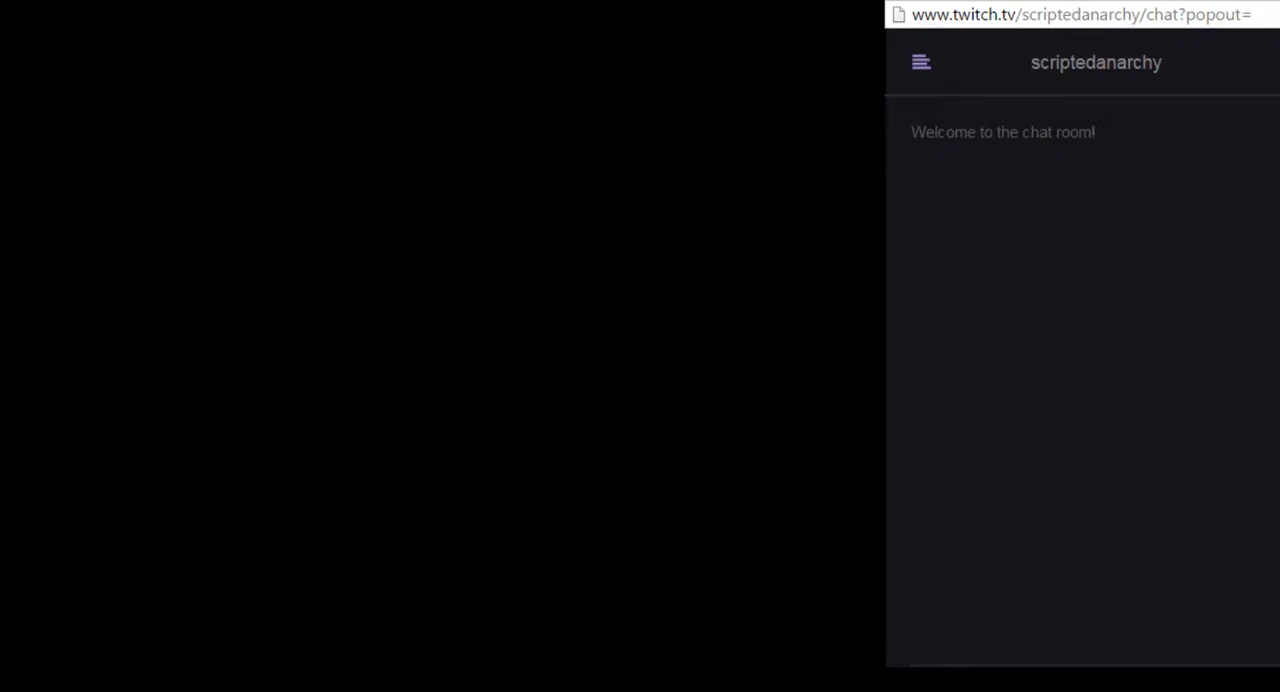 www.twitch.tv/scriptedanarchy/chat?popout=
scriptedanarchy
Welcome to the chat room!